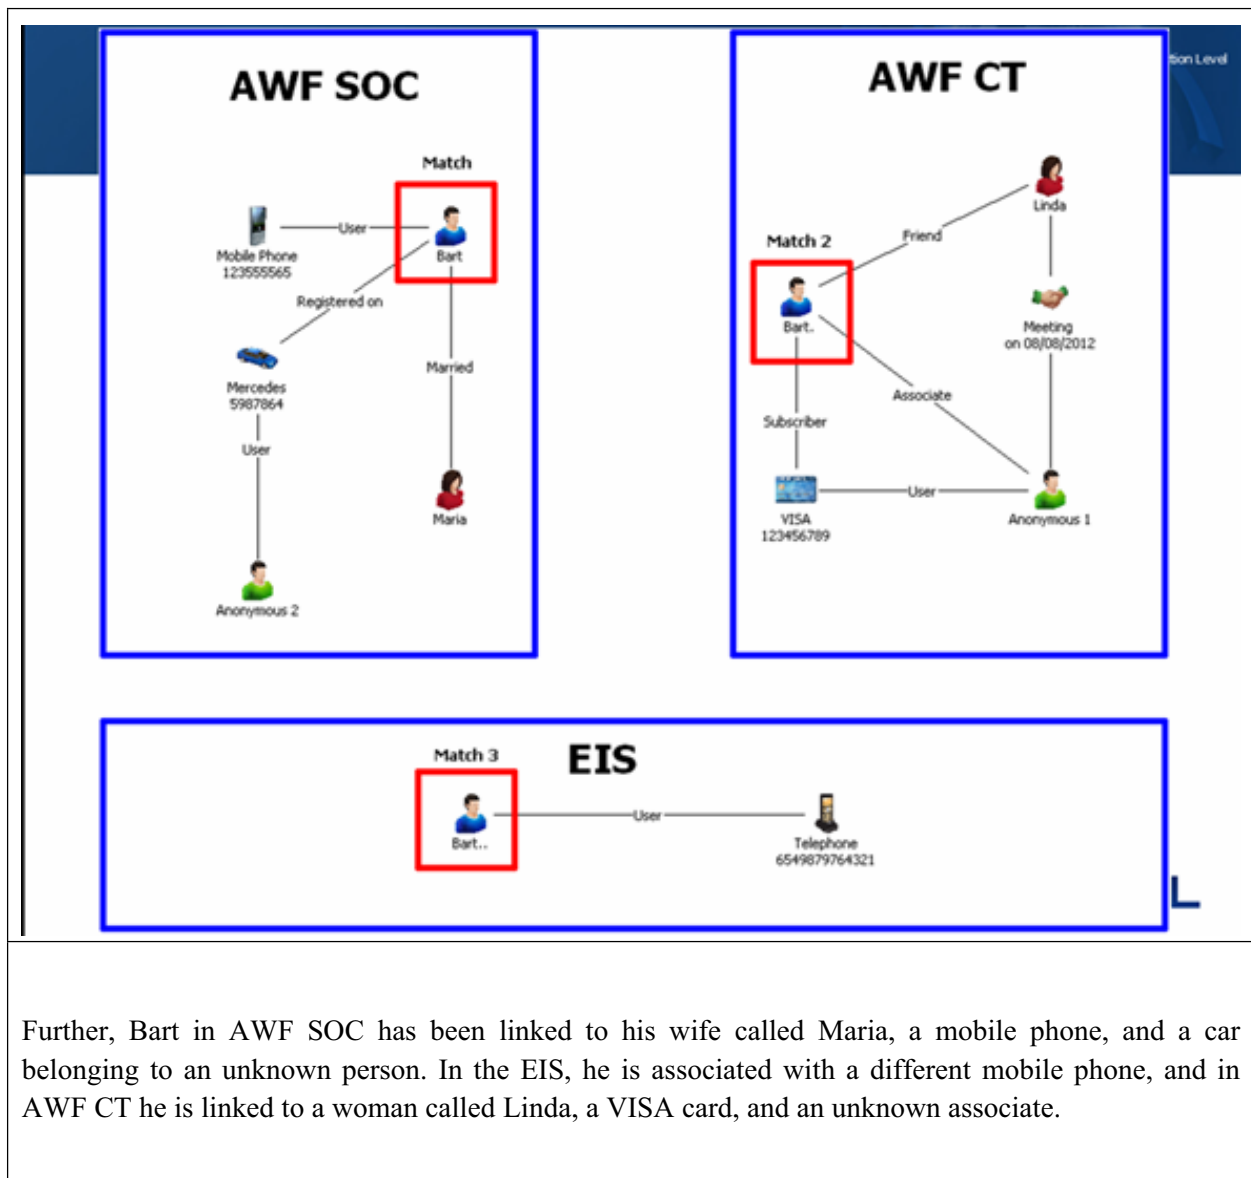 tion Level
AWF SOC
Match
User
Mobile Phone
123555565
Bart
Registered on
Mercedes
5987864
Married
User
Maria
Anonymous 2
AWF CT
Linda
Friend
Match 2
Bart.
Meeting
on 08/08/2012
Associate
Subscriber
User
VISA
123456789
Anonymous 1
EIS
Match 3
User
Bart..
Telephone
6549879764321
L
Further, Bart in AWF SOC has been linked to his wife called Maria, a mobile phone, and a car
belonging to an unknown person. In the EIS, he is associated with a different mobile phone, and in
AWF CT he is linked to a woman called Linda, a VISA card, and an unknown associate.